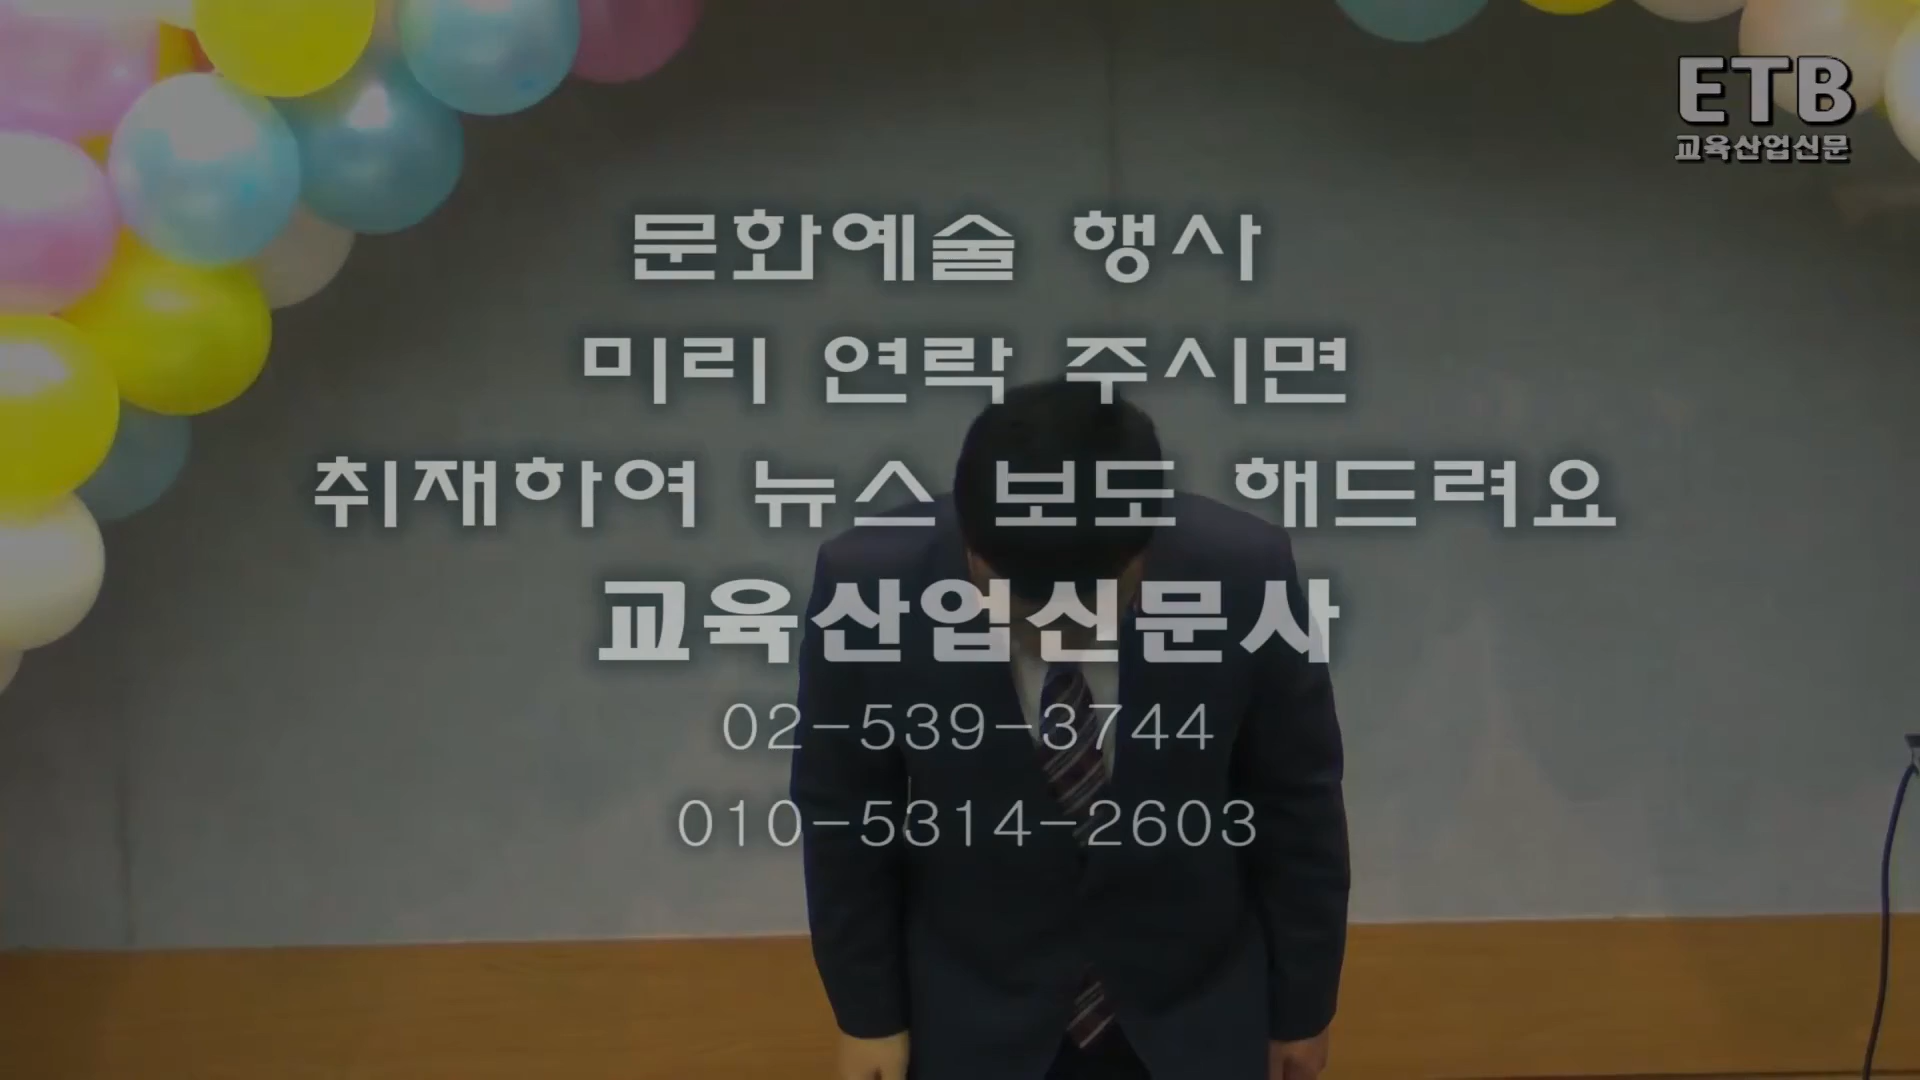 ETB
교육산업신문
문화예술 행사
미리 연락 주시면
취재하여 뉴스 보도 해드려요
교육산업신문사
02-539-3744
010-5314-2603